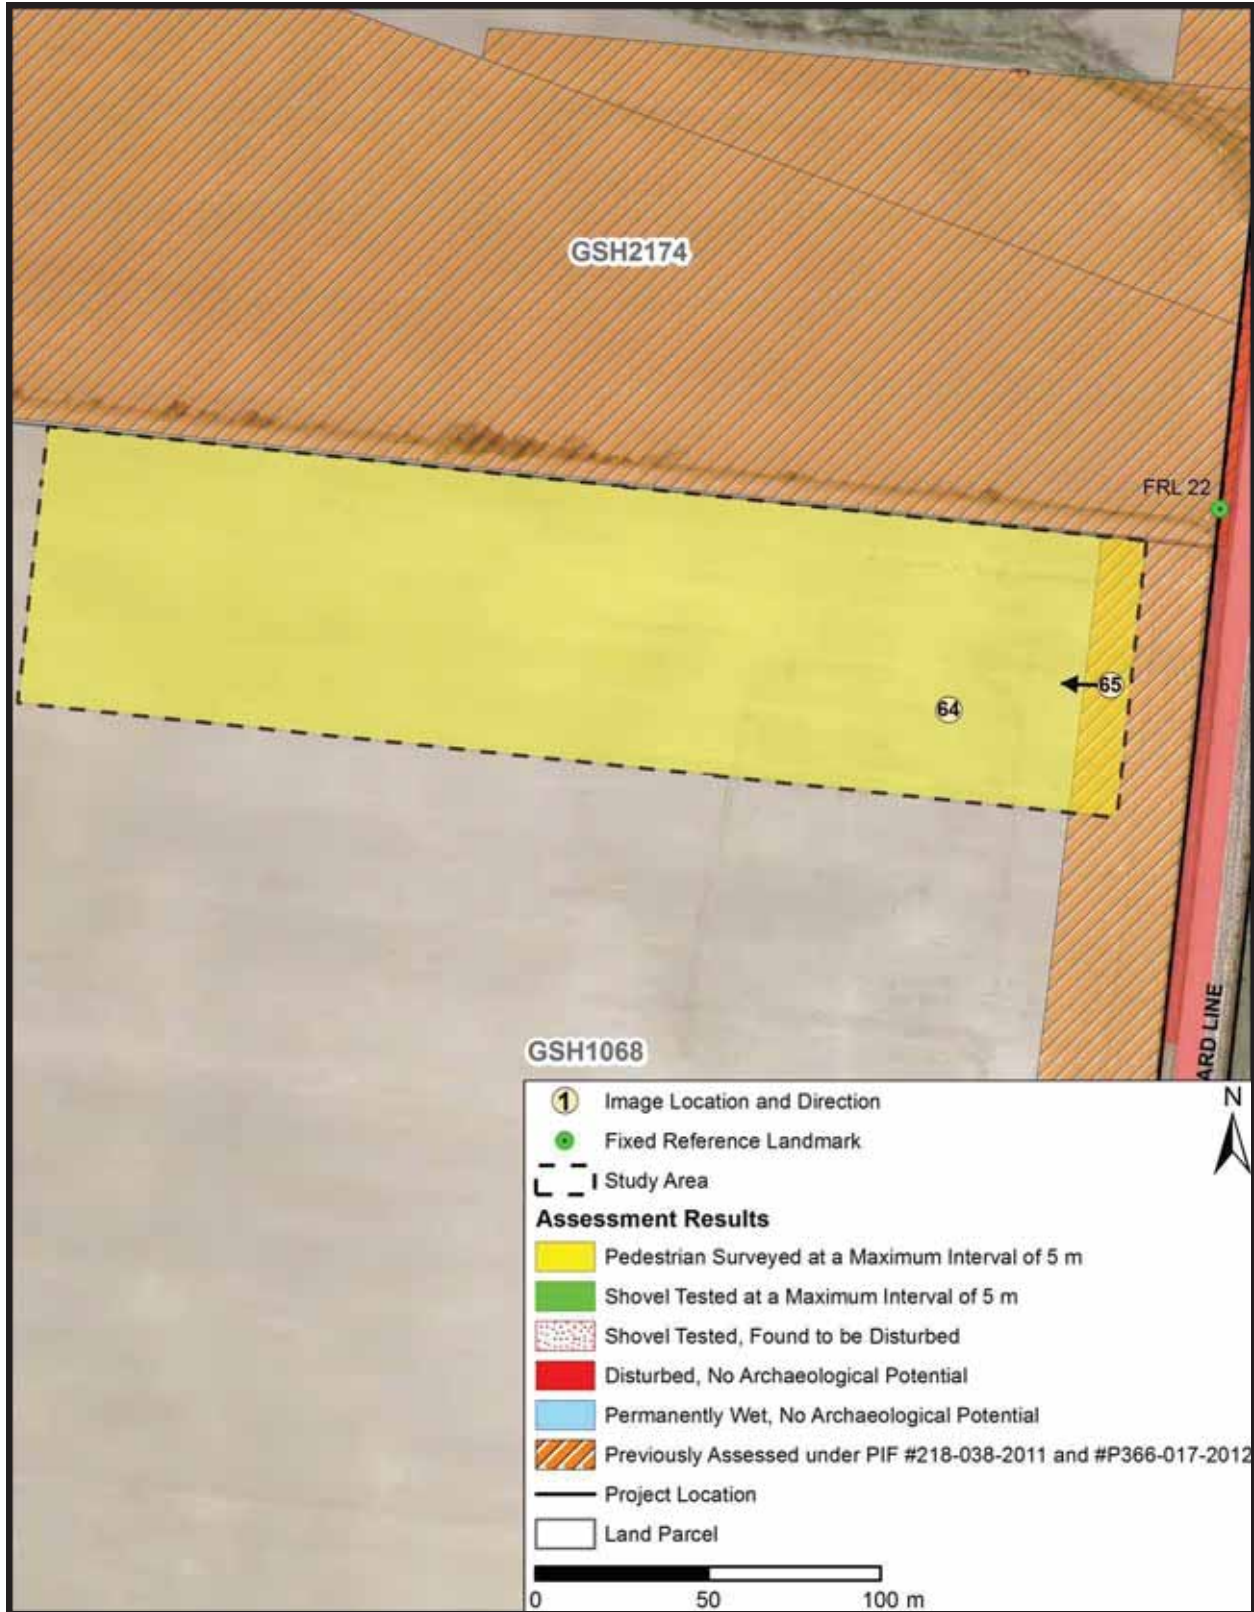 GSH2174
FRL 22
65
64
ARD LINE
GSH1068
N
1 Image Location and Direction
Fixed Reference Landmark
Study Area
Assessment Results
Pedestrian Surveyed at a Maximum Interval of 5 m
Shovel Tested at a Maximum Interval of 5 m
Shovel Tested, Found to be Disturbed
Disturbed, No Archaeological Potential
Permanently Wet, No Archaeological Potential
Previously Assessed under PIF #218-038-2011 and #P366-017-2012
Project Location
Land Parcel
0 50 100 m